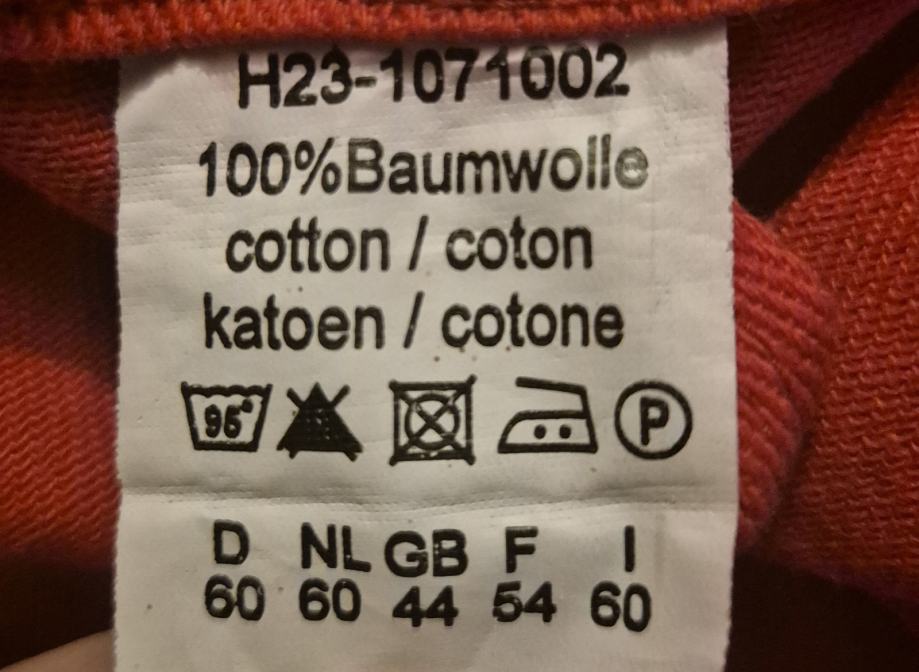 H23-1071002
100%Baumwolle
cotton / coton
katoen / cotone
95° P
D NL GB F I
60 60 44 54 60